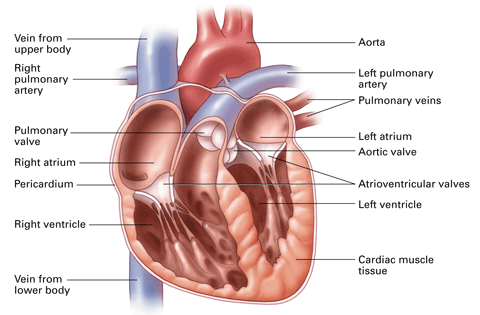 Vein from
upper body
Right
pulmonary
artery
Pulmonary
valve
Right atrium
Pericardium
Right ventricle
Vein from
lower body
Aorta
Left pulmonary
artery
Pulmonary veins
Left atrium
Aortic valve
Atrioventricular valves
Left ventricle
Cardiac muscle
tissue